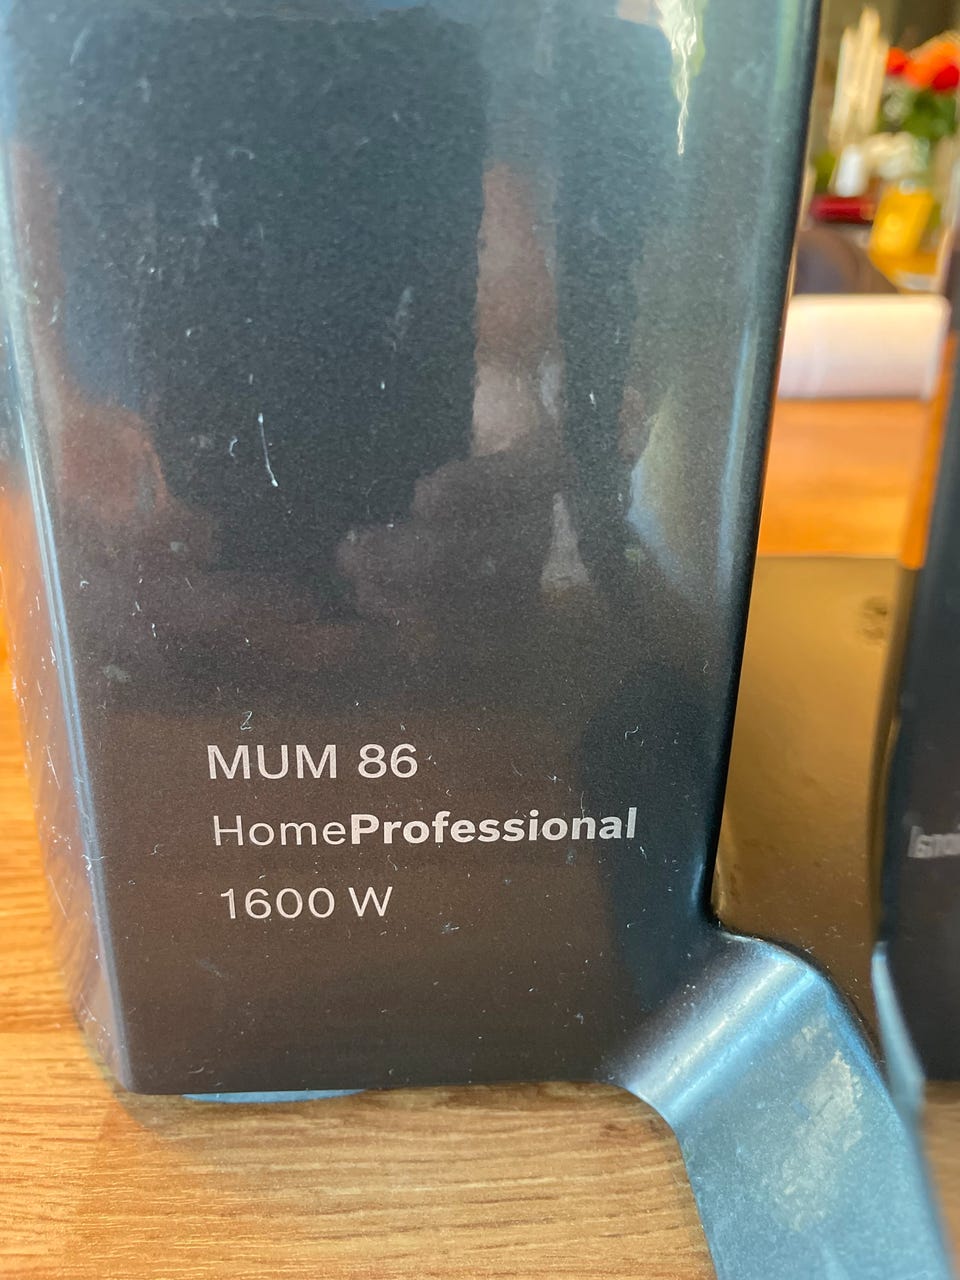 MUM 86
HomeProfessional
1600 W